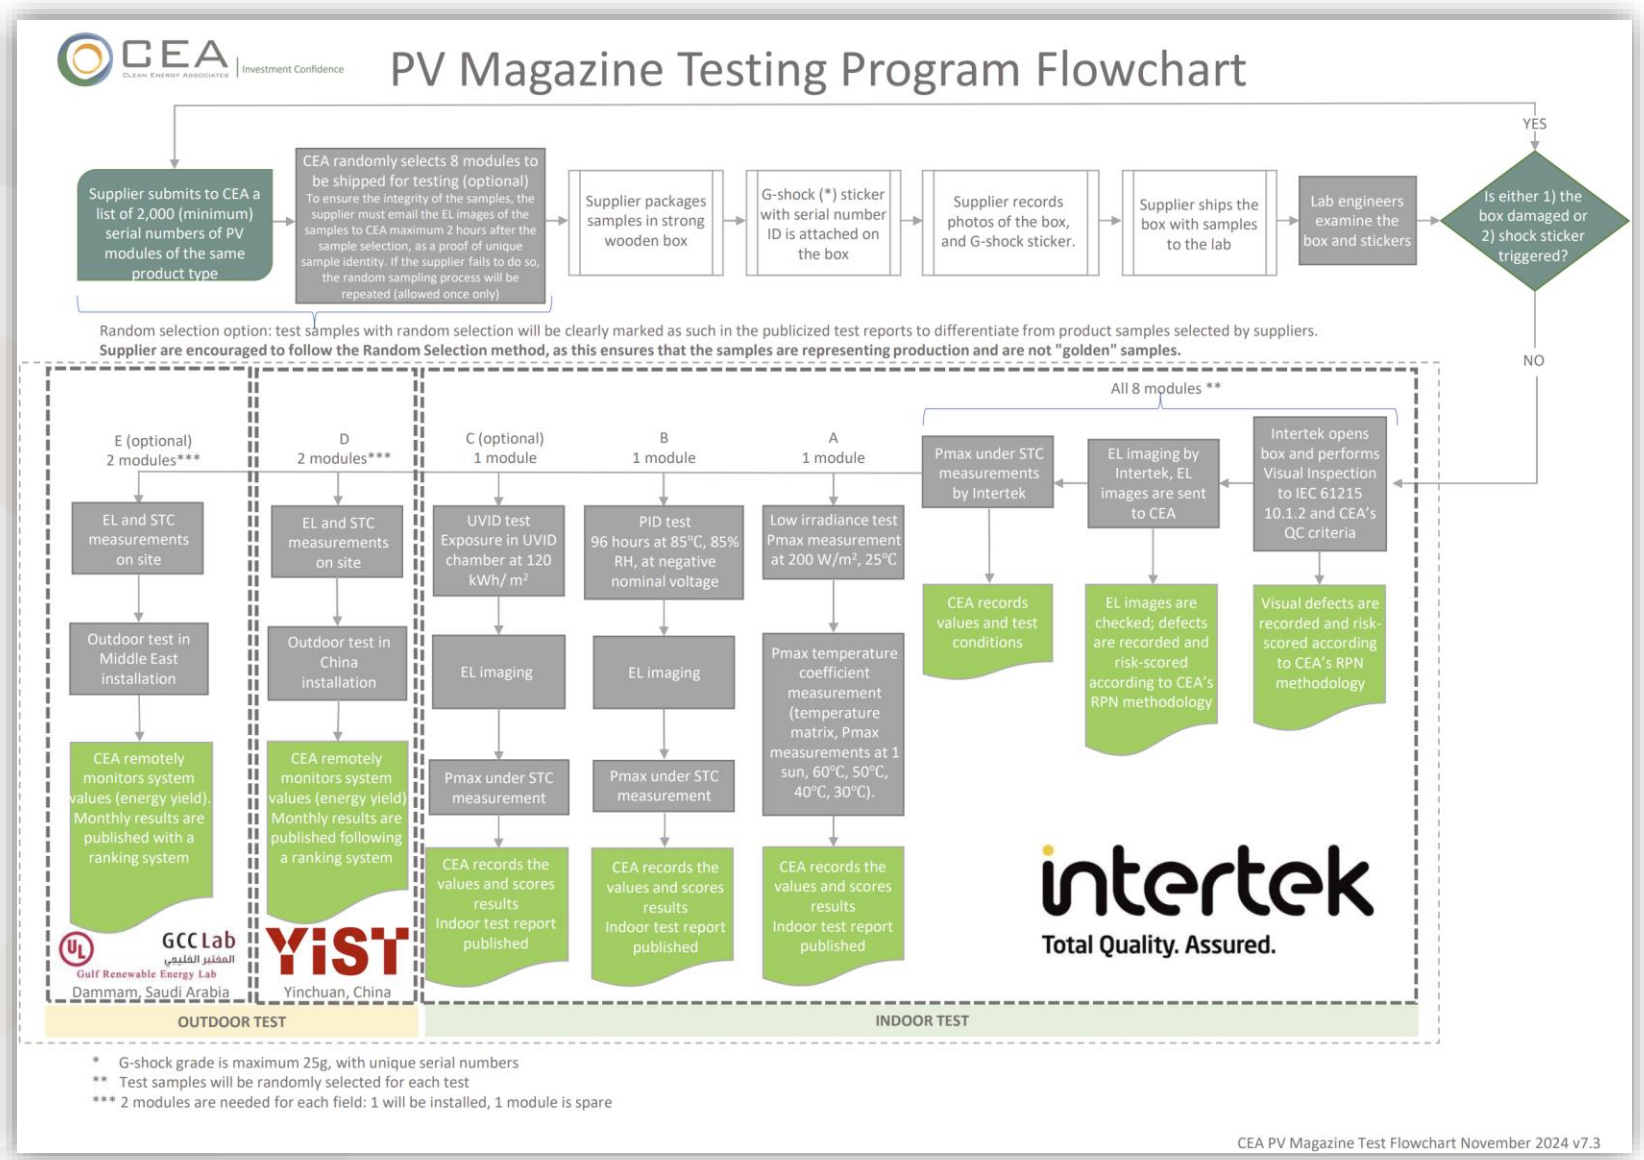 CEA
CLEAN ENERGY ASSOCIATES
Investment Confidence
PV Magazine Testing Program Flowchart
YES
Supplier submits to CEA a
list of 2,000 (minimum)
serial numbers of PV
modules of the same
product type
CEA randomly selects 8 modules to
be shipped for testing (optional)
To ensure the integrity of the samples, the
supplier must email the EL images of the
samples to CEA maximum 2 hours after the
sample selection, as a proof of unique
sample identity. If the supplier fails to do so,
the random sampling process will be
repeated (allowed once only)
Supplier packages
samples in strong
wooden box
G-shock (*) sticker
with serial number
ID is attached on
the box
Supplier records
photos of the box,
and G-shock sticker.
Supplier ships the
box with samples
to the lab
Lab engineers
examine the
box and stickers
Is either 1) the
box damaged or
2) shock sticker
triggered?
Random selection option: test samples with random selection will be clearly marked as such in the publicized test reports to differentiate from product samples selected by suppliers.
Supplier are encouraged to follow the Random Selection method, as this ensures that the samples are representing production and are not "golden" samples.
NO
All 8 modules **
E (optional)
2 modules***
D
2 modules***
C (optional)
1 module
B
1 module
A
1 module
Pmax under STC
measurements
by Intertek
EL imaging by
Intertek, EL
images are sent
to CEA
Intertek opens
box and performs
Visual Inspection
to IEC 61215
10.1.2 and CEA's
QC criteria
EL and STC
measurements
on site
EL and STC
measurements
on site
UVID test
Exposure in UVID
chamber at 120
kWh/ m²
PID test
96 hours at 85°C, 85%
RH, at negative
nominal voltage
Low irradiance test
Pmax measurement
at 200 W/m², 25°C
CEA records
values and test
conditions
EL images are
checked; defects
are recorded and
risk-scored
according to CEA's
RPN methodology
Visual defects are
recorded and risk-
scored according
to CEA's RPN
methodology
Outdoor test in
Middle East
installation
Outdoor test in
China
installation
EL imaging
EL imaging
Pmax temperature
coefficient
measurement
(temperature
matrix, Pmax
measurements at 1
sun, 60°C, 50°C,
40°C, 30°C).
CEA remotely
monitors system
values (energy yield).
Monthly results are
published with a
ranking system
CEA remotely
monitors system
values (energy yield)
Monthly results are
published following
a ranking system
Pmax under STC
measurement
Pmax under STC
measurement
CEA records the
values and scores
results
Indoor test report
published
CEA records the
values and scores
results
Indoor test report
published
CEA records the
values and scores
results
Indoor test report
published
intertek
Total Quality. Assured.
UL
GCC Lab
المختبر الخليجي
Gulf Renewable Energy Lab
Dammam, Saudi Arabia
YiST
Yinchuan, China
OUTDOOR TEST
INDOOR TEST
* G-shock grade is maximum 25g, with unique serial numbers
** Test samples will be randomly selected for each test
*** 2 modules are needed for each field: 1 will be installed, 1 module is spare
CEA PV Magazine Test Flowchart November 2024 v7.3